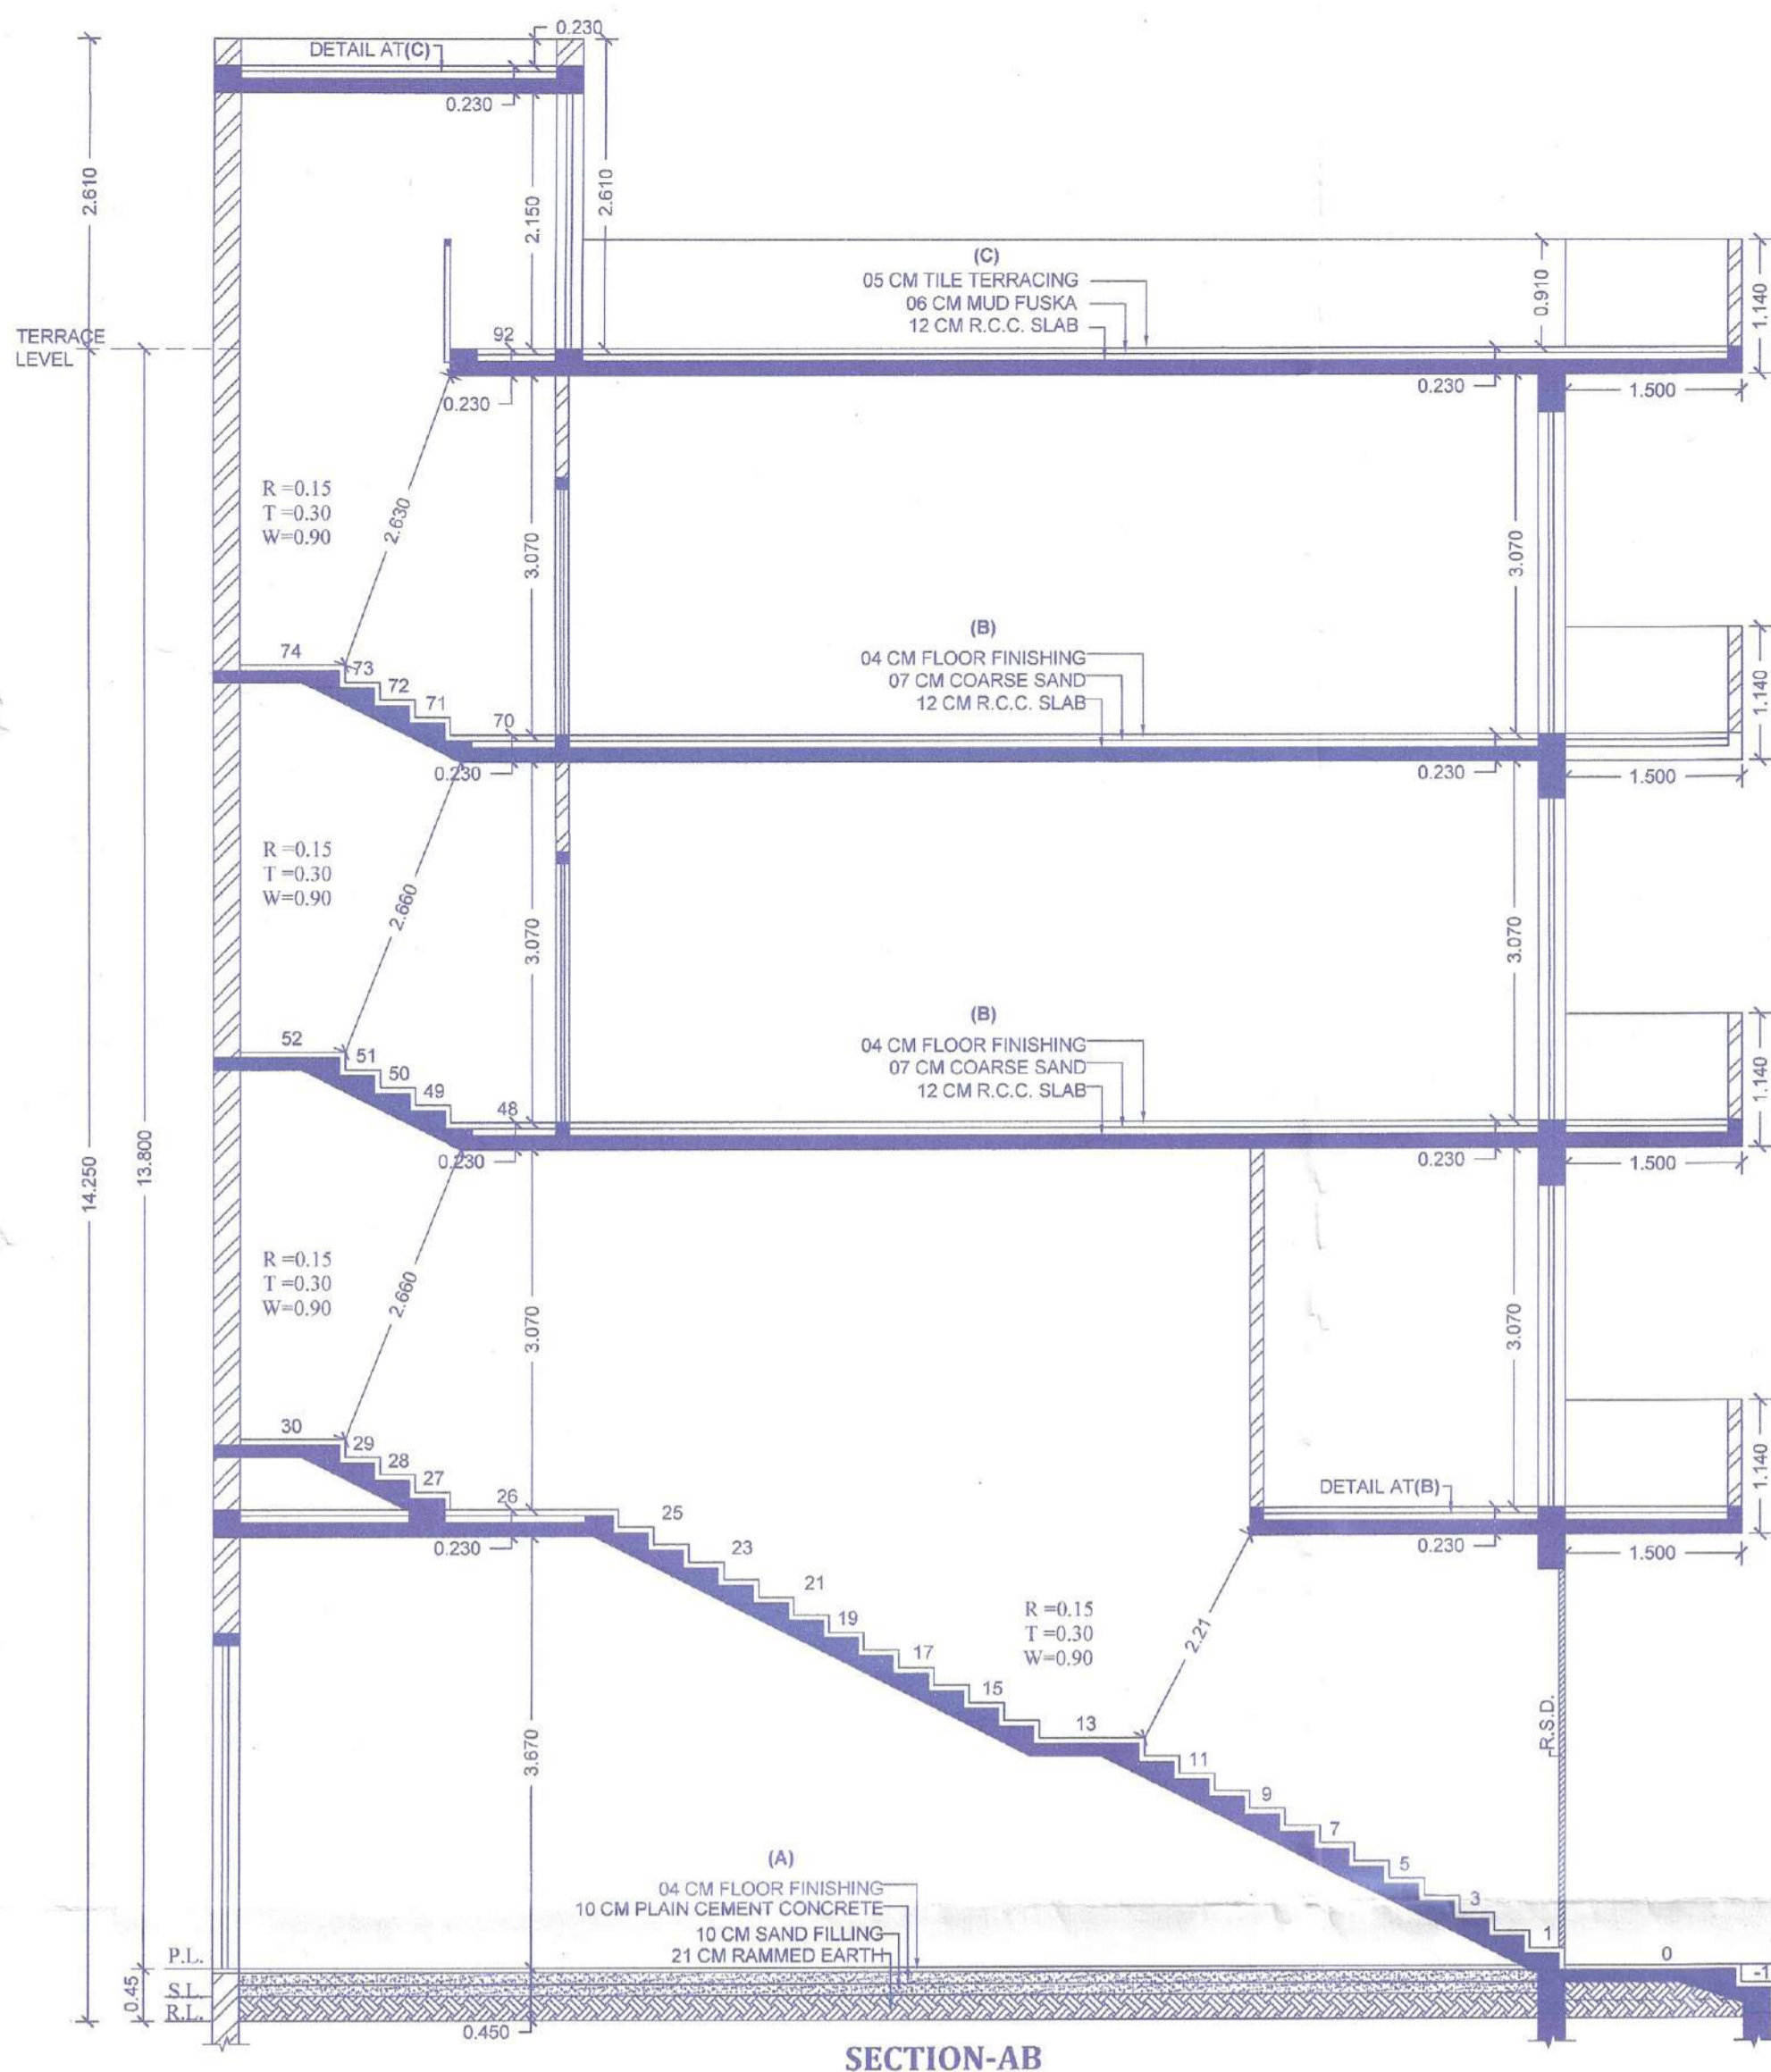 0.230
DETAIL AT(C)
0.230
2.610
2.150
2.610
(C)
05 CM TILE TERRACING
06 CM MUD FUSKA
12 CM R.C.C. SLAB
0.910
1.140
TERRACE
LEVEL
92
0.230
0.230
1.500
R =0.15
T =0.30
W=0.90
2.630
3.070
3.070
(B)
04 CM FLOOR FINISHING
07 CM COARSE SAND
12 CM R.C.C. SLAB
74
73
72
71
70
1.140
0.230
0.230
1.500
R =0.15
T =0.30
W=0.90
2.660
3.070
3.070
(B)
04 CM FLOOR FINISHING
07 CM COARSE SAND
12 CM R.C.C. SLAB
52
51
50
49
48
1.140
0.230
0.230
1.500
14.250
13.800
R =0.15
T =0.30
W=0.90
2.660
3.070
3.070
30
29
28
27
26
25
DETAIL AT(B)
1.140
0.230
0.230
1.500
23
21
19
17
15
13
11
9
7
5
3
1
0
-1
R =0.15
T =0.30
W=0.90
2.21
R.S.D.
3.670
(A)
04 CM FLOOR FINISHING
10 CM PLAIN CEMENT CONCRETE
10 CM SAND FILLING
21 CM RAMMED EARTH
P.L.
S.L.
R.L.
0.45
0.450
SECTION-AB